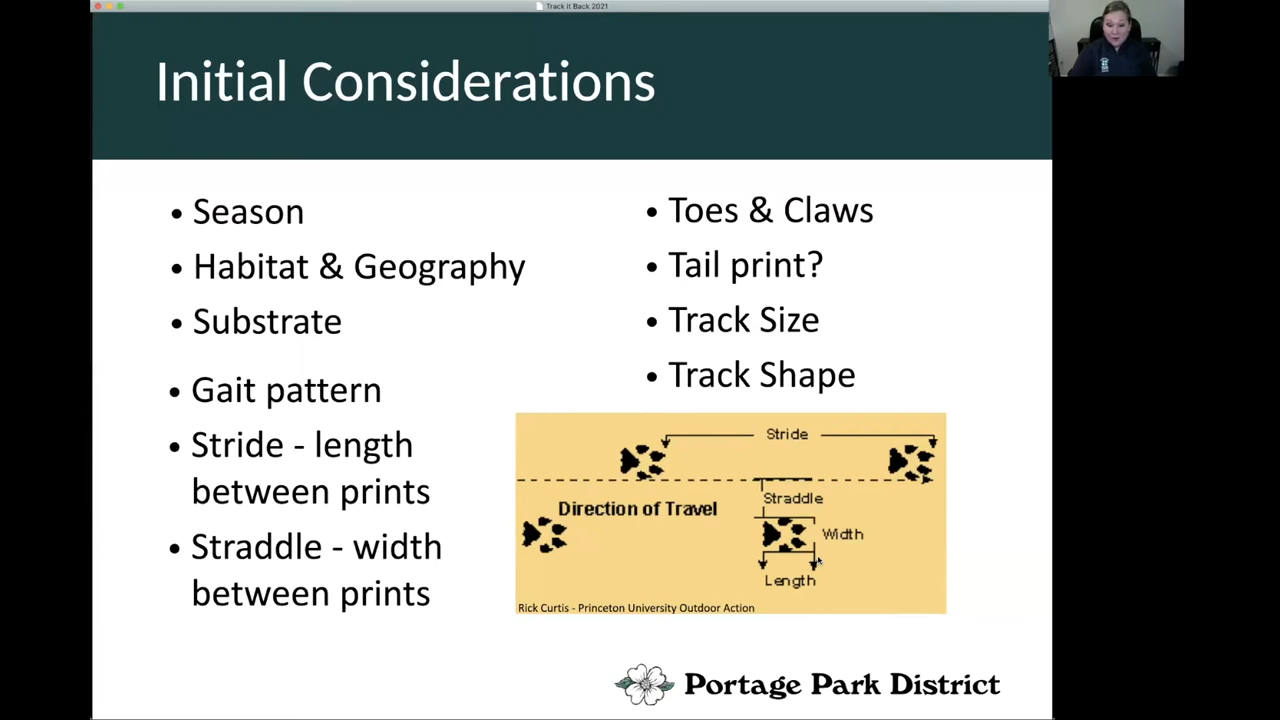 Track it Back 2021
Initial Considerations
• Season
• Habitat & Geography
• Substrate
• Gait pattern
• Stride - length
between prints
• Straddle - width
between prints
• Toes & Claws
• Tail print?
• Track Size
• Track Shape
Stride
Straddle
Direction of Travel
Width
Length
Rick Curtis - Princeton University Outdoor Action
Portage Park District